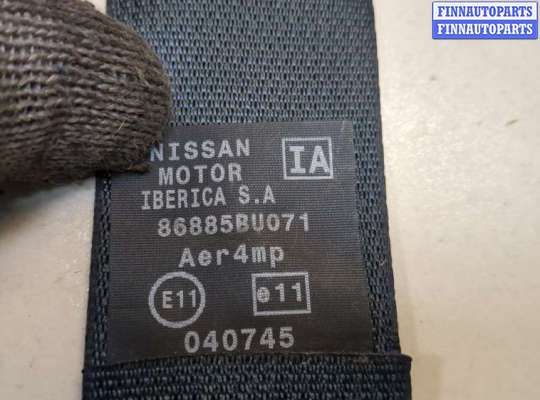 FINNAUTOPARTS
FINNAUTOPARTS
NISSAN IA
MOTOR
IBERICA S.A
86885BU071
Aer4mp
E11 e11
040745